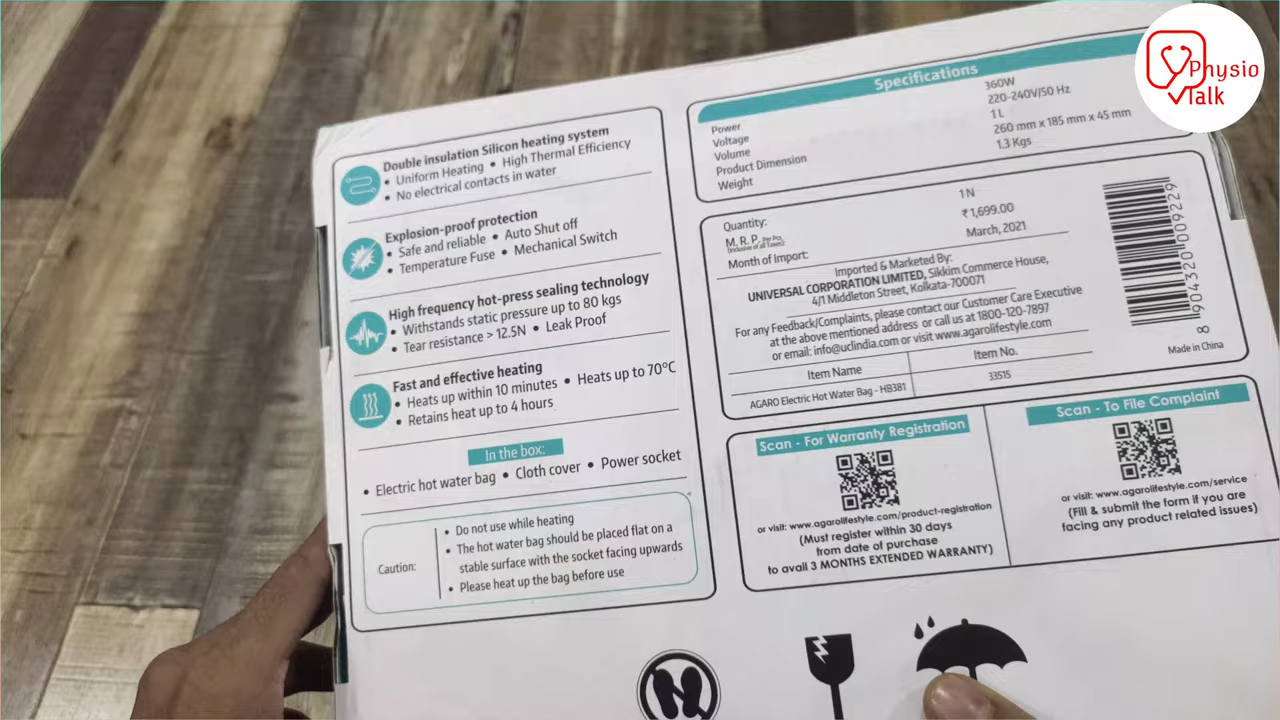 Physio
Talk
Double insulation Silicon heating system
• Uniform Heating • High Thermal Efficiency
• No electrical contacts in water
Explosion-proof protection
• Safe and reliable • Auto Shut off
• Temperature Fuse • Mechanical Switch
High frequency hot-press sealing technology
• Withstands static pressure up to 80 kgs
• Tear resistance > 12.5N • Leak Proof
Fast and effective heating
• Heats up within 10 minutes • Heats up to 70°C
• Retains heat up to 4 hours
In the box:
• Electric hot water bag • Cloth cover • Power socket
Caution:
• Do not use while heating
• The hot water bag should be placed flat on a
stable surface with the socket facing upwards
• Please heat up the bag before use
Specifications
Power 360W
Voltage 220-240V/50 Hz
Volume 1 L
Product Dimension 260 mm x 185 mm x 45 mm
Weight 1.3 Kgs
Quantity: 1 N
M. R. P. Per Pc. (Inclusive of all Taxes): ₹ 1,699.00
Month of Import: March, 2021
Imported & Marketed By:
UNIVERSAL CORPORATION LIMITED, Sikkim Commerce House,
4/1 Middleton Street, Kolkata-700071
For any Feedback/Complaints, please contact our Customer Care Executive
at the above mentioned address or call us at 1800-120-7897
or email: info@uclindia.com or visit www.agarolifestyle.com
Item Name Item No.
AGARO Electric Hot Water Bag - HB381 33515
8 904320 009229
Made in China
Scan - For Warranty Registration
or visit: www.agarolifestyle.com/product-registration
(Must register within 30 days
from date of purchase
to avail 3 MONTHS EXTENDED WARRANTY)
Scan - To File Complaint
or visit: www.agarolifestyle.com/service
(Fill & submit the form if you are
facing any product related issues)